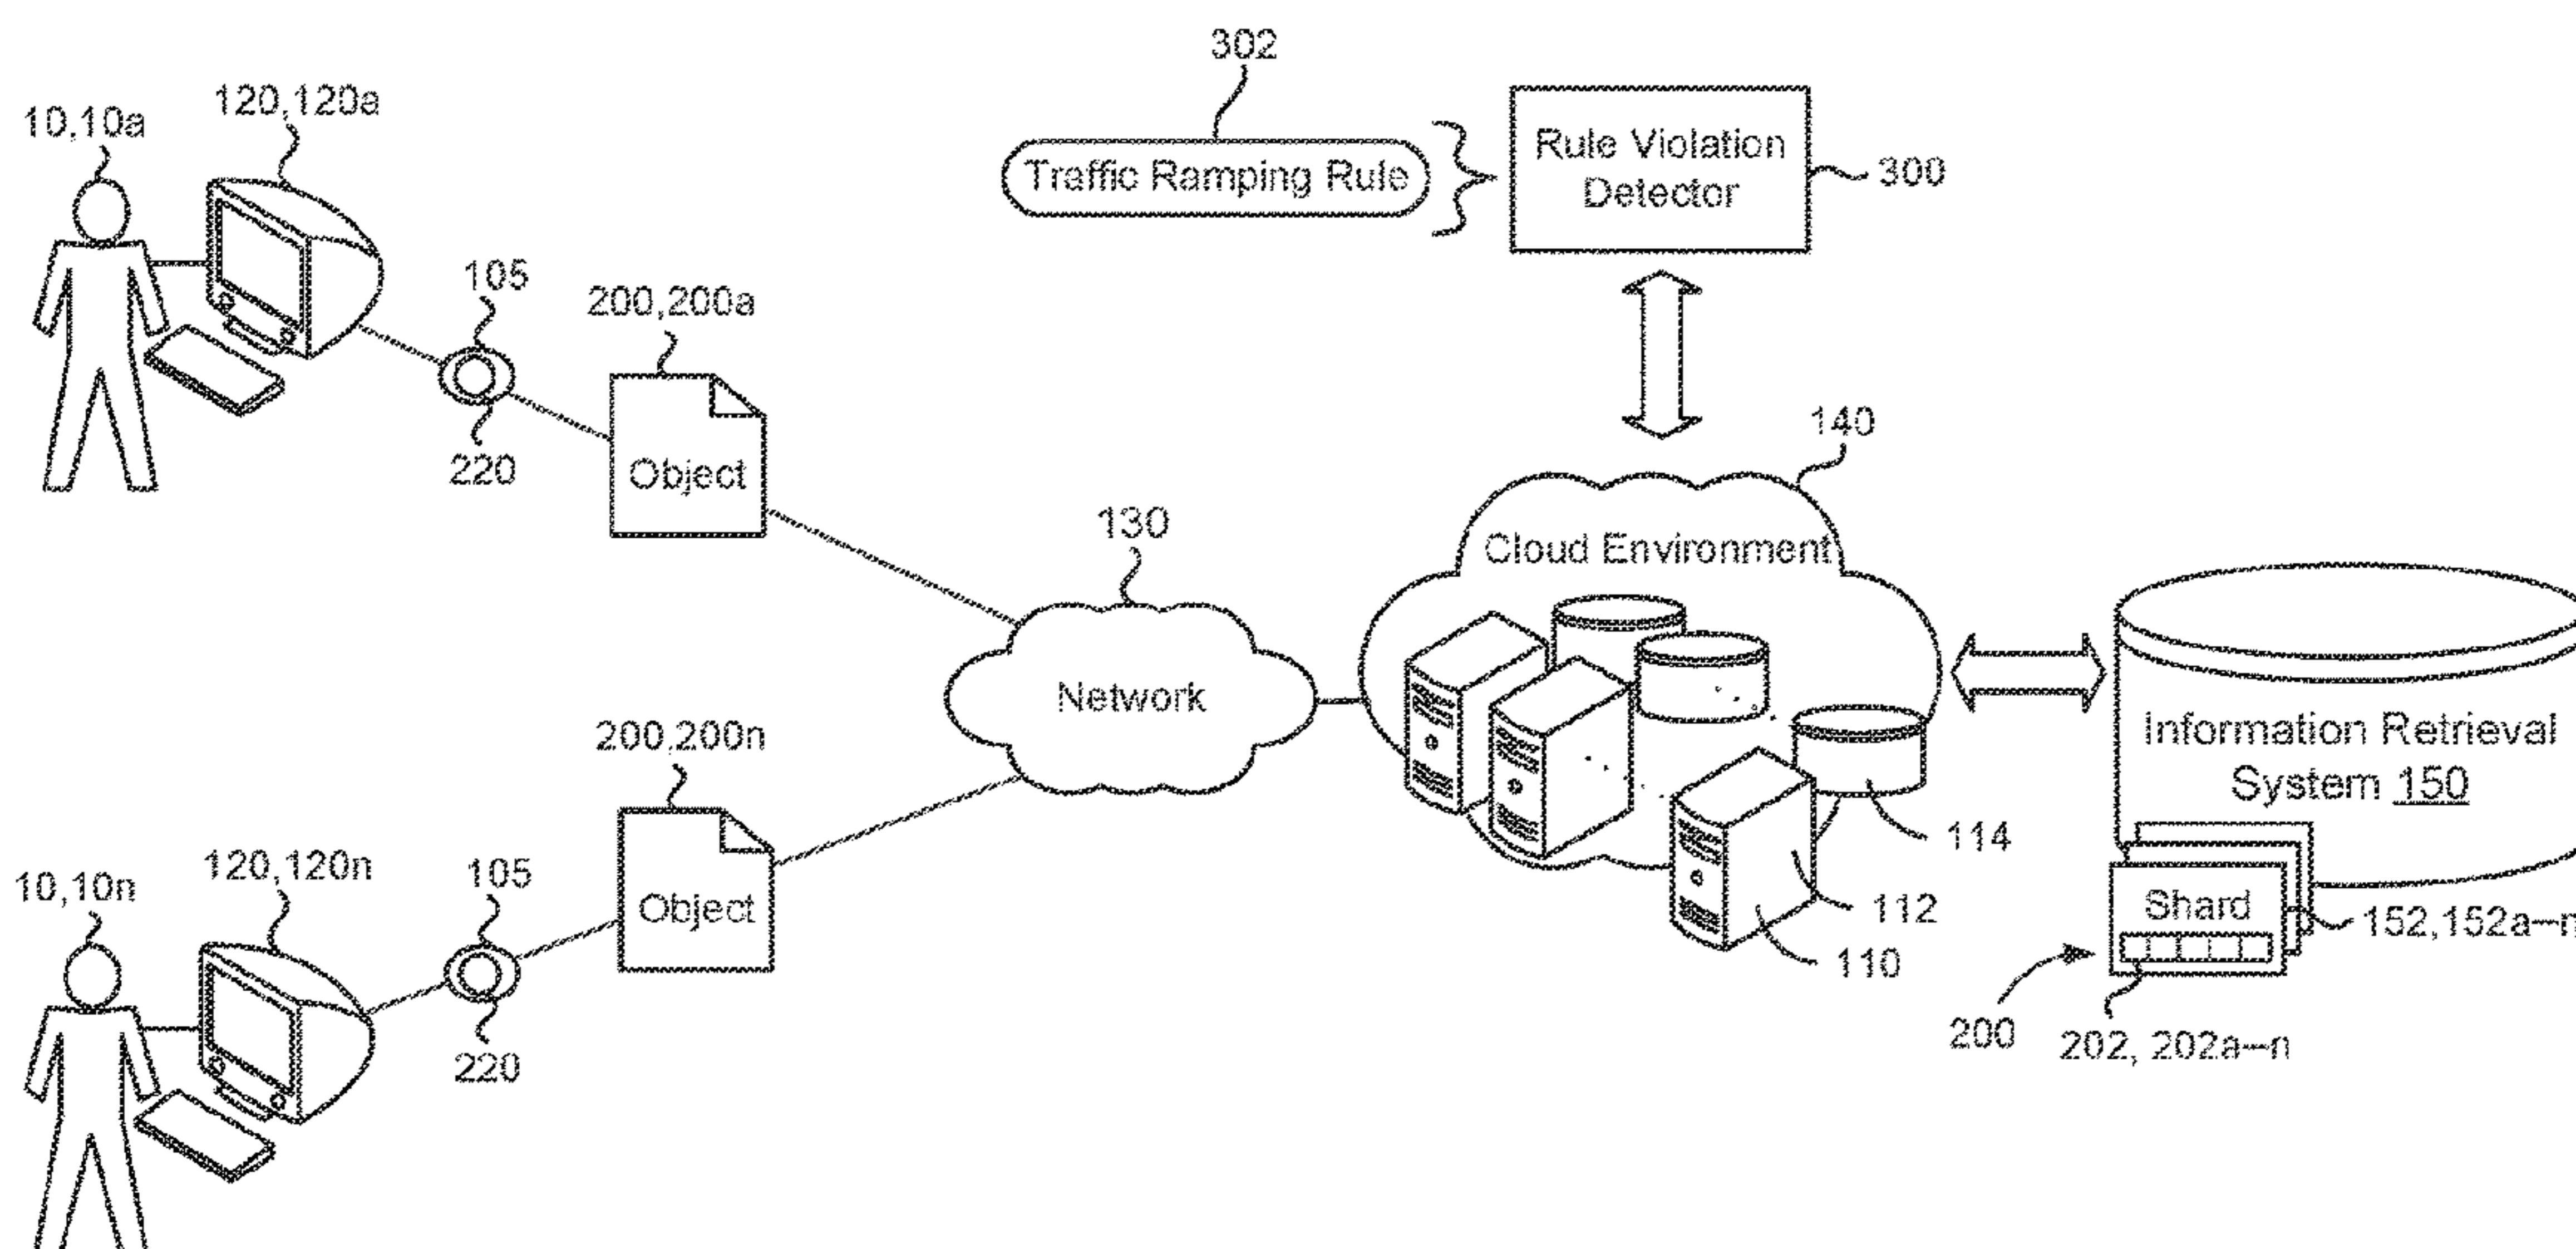 302
120,120a
10,10a
Rule Violation
Detector
Traffic Ramping Rule
300
105
200,200a
220
Object
140
130
Cloud Environment
Network
Information Retrieval
System 150
200,200n
114
10,10n
120,120n
105
Object
112
110
Shard
152,152a–n
200
202, 202a–n
220